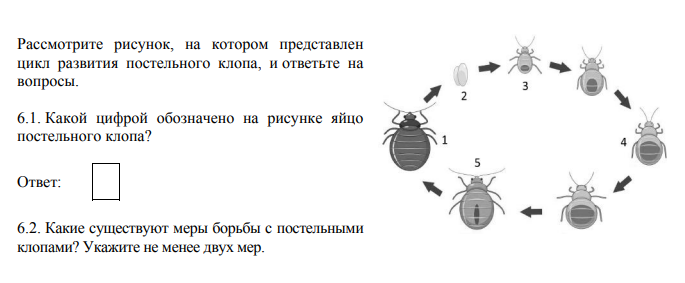 Рассмотрите рисунок, на котором представлен
цикл развития постельного клопа, и ответьте на
вопросы.
6.1. Какой цифрой обозначено на рисунке яйцо
постельного клопа?
Ответ:
6.2. Какие существуют меры борьбы с постельными
клопами? Укажите не менее двух мер.
2
3
1
4
5